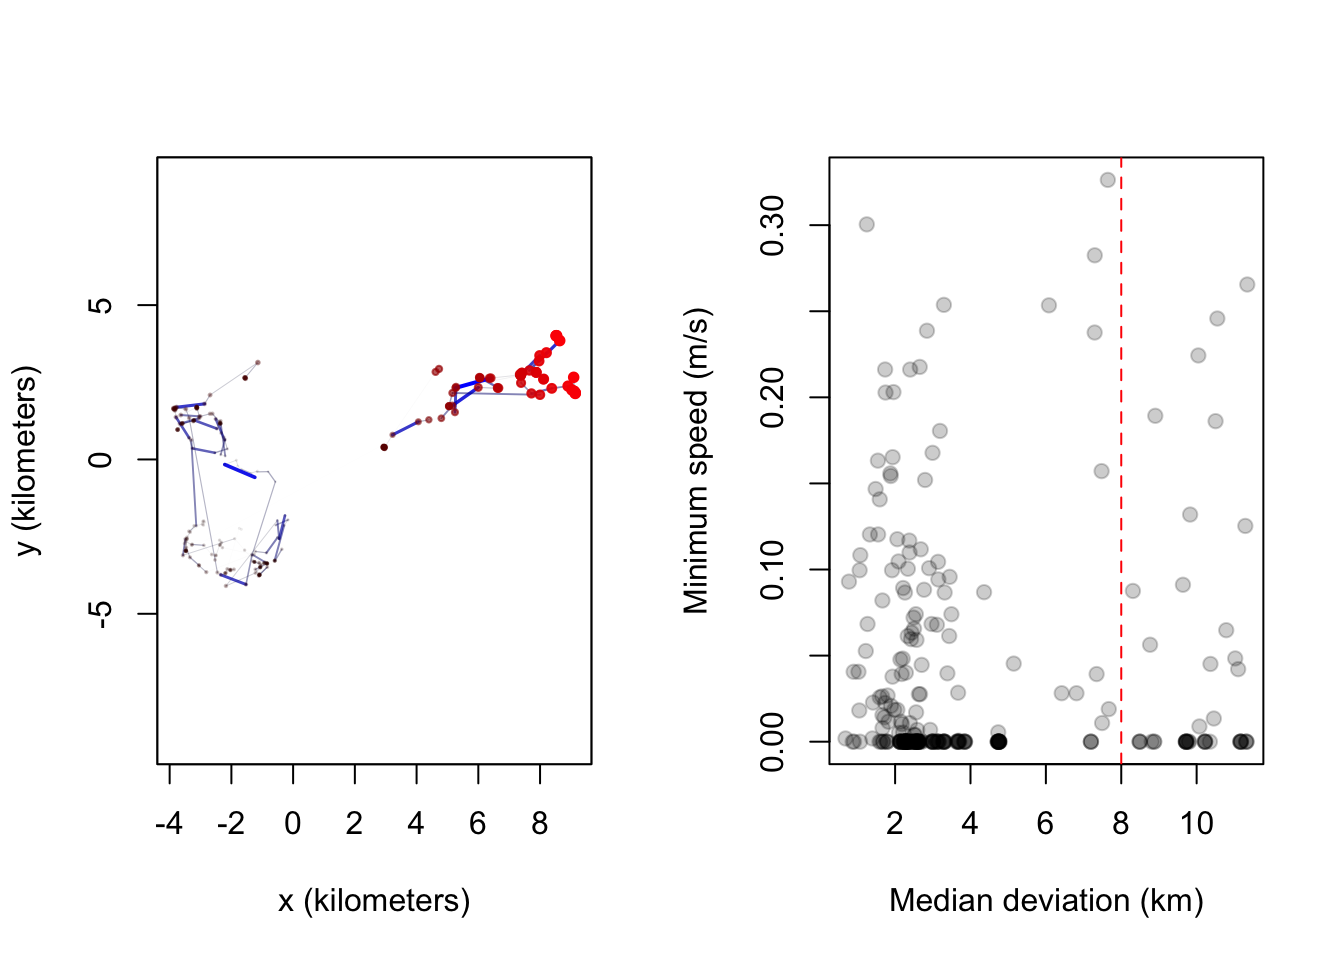 y (kilometers)
5
0
-5
-4 -2 0 2 4 6 8
x (kilometers)
Minimum speed (m/s)
0.30
0.20
0.10
0.00
2 4 6 8 10
Median deviation (km)